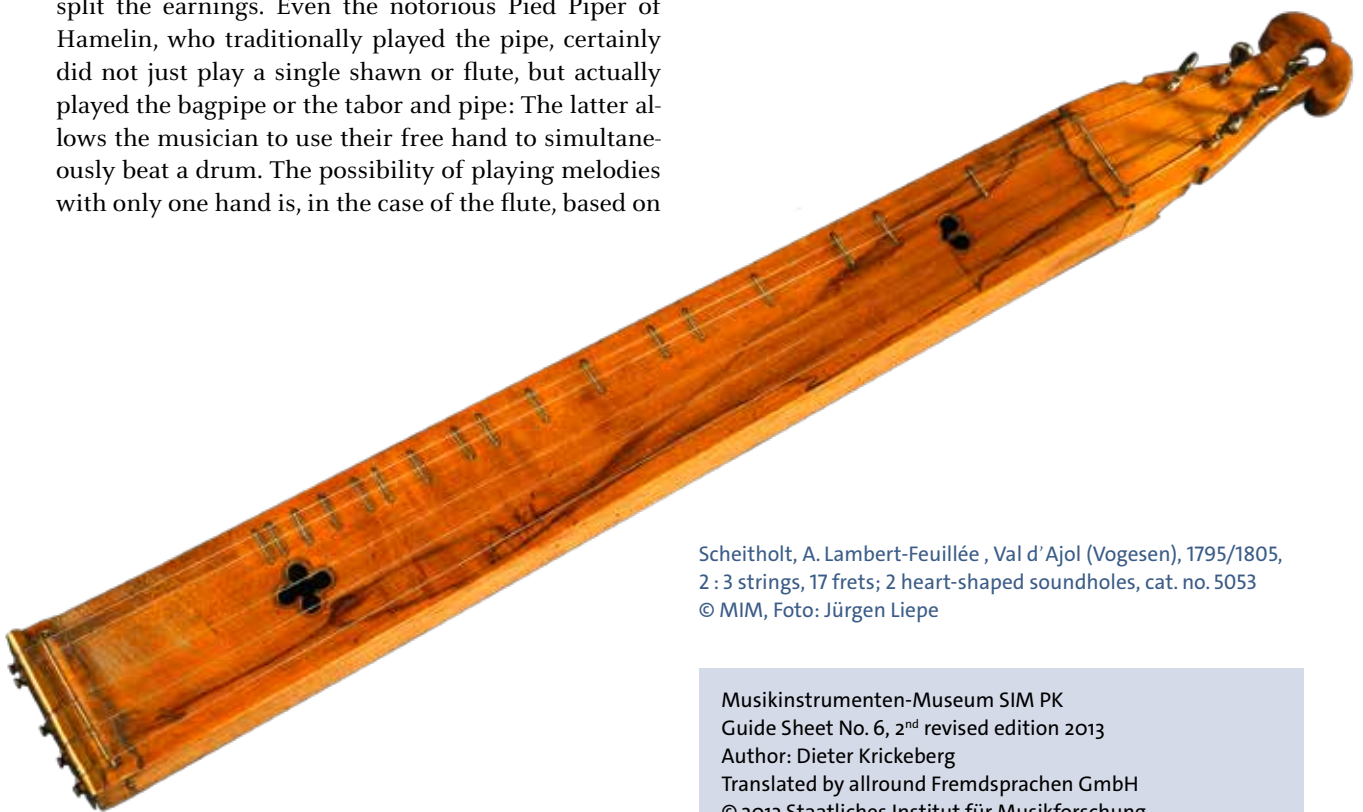 split the earnings. Even the notorious Pied Piper of
Hamelin, who traditionally played the pipe, certainly
did not just play a single shawn or flute, but actually
played the bagpipe or the tabor and pipe: The latter al-
lows the musician to use their free hand to simultane-
ously beat a drum. The possibility of playing melodies
with only one hand is, in the case of the flute, based on
Scheitholt, A. Lambert-Feuillée , Val d’Ajol (Vogesen), 1795/1805,
2 : 3 strings, 17 frets; 2 heart-shaped soundholes, cat. no. 5053
© MIM, Foto: Jürgen Liepe
Musikinstrumenten-Museum SIM PK
Guide Sheet No. 6, 2nd revised edition 2013
Author: Dieter Krickeberg
Translated by allround Fremdsprachen GmbH
© 2013 Staatliches Institut für Musikforschung